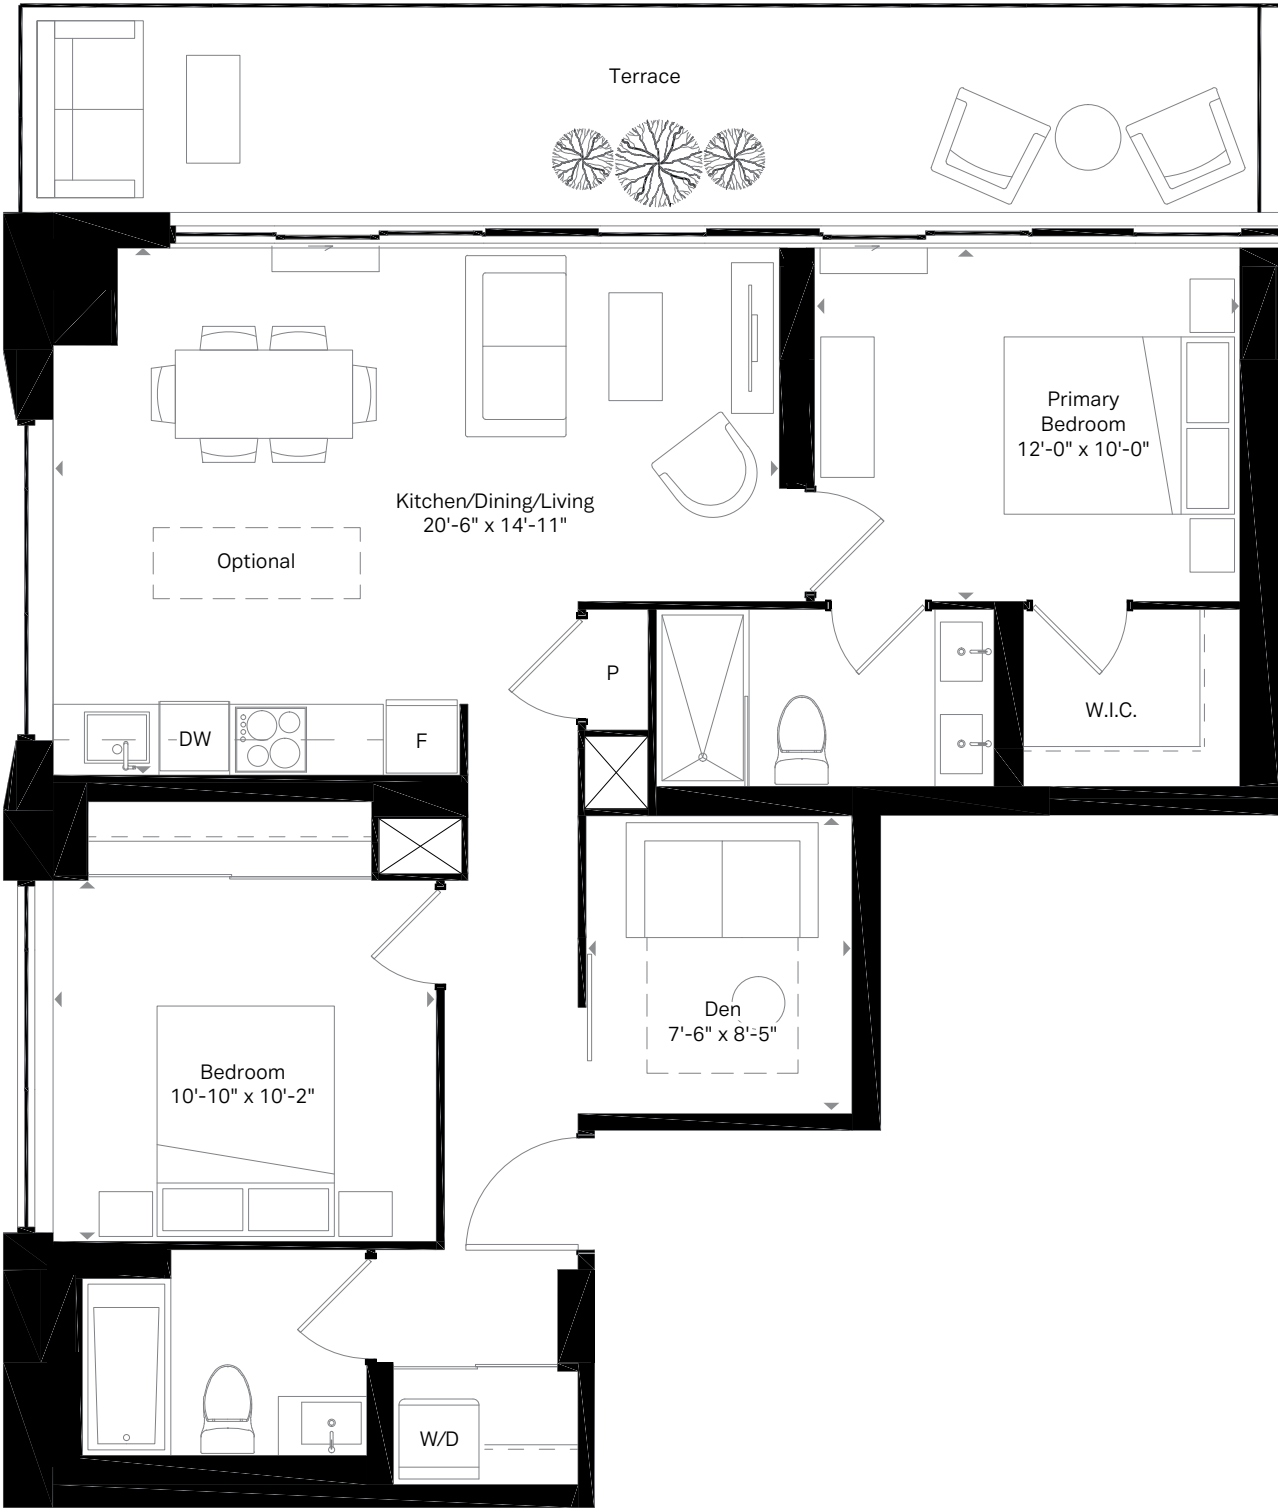 Terrace
Primary
Bedroom
12'-0" x 10'-0"
Kitchen/Dining/Living
20'-6" x 14'-11"
Optional
P
W.I.C.
DW
F
Den
7'-6" x 8'-5"
Bedroom
10'-10" x 10'-2"
W/D